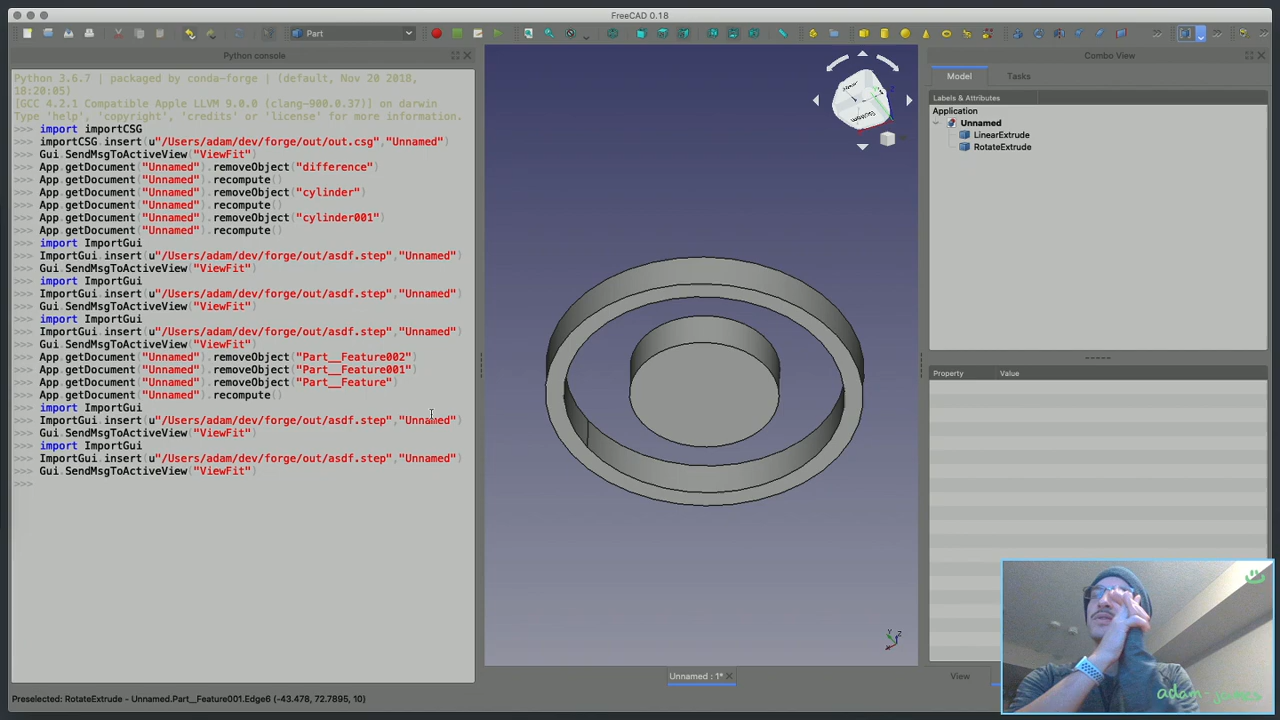 FreeCAD 0.18
Part
Python console
Python 3.6.7 | packaged by conda-forge | (default, Nov 20 2018,
18:20:05)
[GCC 4.2.1 Compatible Apple LLVM 9.0.0 (clang-900.0.37)] on darwin
Type 'help', 'copyright', 'credits' or 'license' for more information.
>>> import importCSG
>>> importCSG.insert(u"/Users/adam/dev/forge/out/out.csg","Unnamed")
>>> Gui.SendMsgToActiveView("ViewFit")
>>> App.getDocument("Unnamed").removeObject("difference")
>>> App.getDocument("Unnamed").recompute()
>>> App.getDocument("Unnamed").removeObject("cylinder")
>>> App.getDocument("Unnamed").recompute()
>>> App.getDocument("Unnamed").removeObject("cylinder001")
>>> App.getDocument("Unnamed").recompute()
>>> import ImportGui
>>> ImportGui.insert(u"/Users/adam/dev/forge/out/asdf.step","Unnamed")
>>> Gui.SendMsgToActiveView("ViewFit")
>>> import ImportGui
>>> ImportGui.insert(u"/Users/adam/dev/forge/out/asdf.step","Unnamed")
>>> Gui.SendMsgToActiveView("ViewFit")
>>> import ImportGui
>>> ImportGui.insert(u"/Users/adam/dev/forge/out/asdf.step","Unnamed")
>>> Gui.SendMsgToActiveView("ViewFit")
>>> App.getDocument("Unnamed").removeObject("Part__Feature002")
>>> App.getDocument("Unnamed").removeObject("Part__Feature001")
>>> App.getDocument("Unnamed").removeObject("Part__Feature")
>>> App.getDocument("Unnamed").recompute()
>>> import ImportGui
>>> ImportGui.insert(u"/Users/adam/dev/forge/out/asdf.step","Unnamed")
>>> Gui.SendMsgToActiveView("ViewFit")
>>> import ImportGui
>>> ImportGui.insert(u"/Users/adam/dev/forge/out/asdf.step","Unnamed")
>>> Gui.SendMsgToActiveView("ViewFit")
>>>
Y
Z
Unnamed : 1*
Combo View
Model
Tasks
Labels & Attributes
Application
Unnamed
LinearExtrude
RotateExtrude
Property
Value
View
adam-james
Preselected: RotateExtrude - Unnamed.Part__Feature001.Edge6 (-43.478, 72.7895, 10)